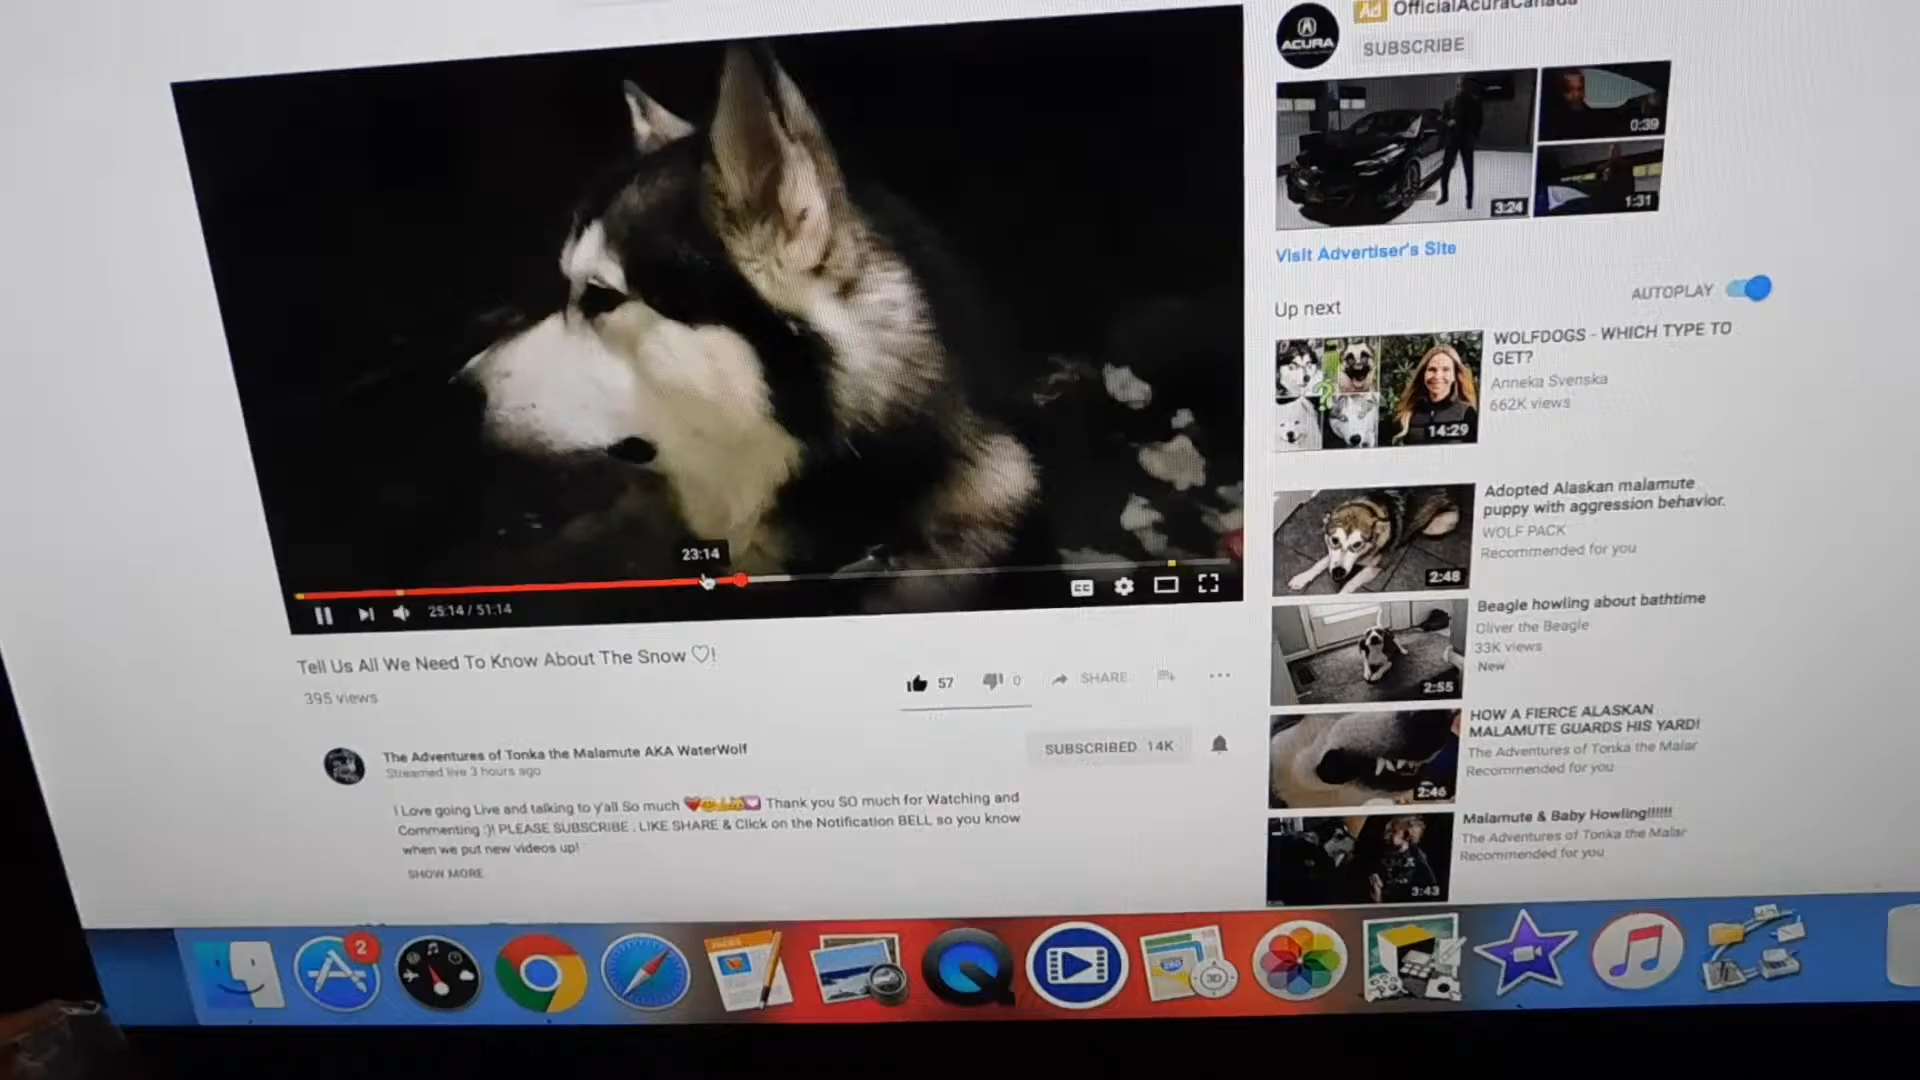 Ad OfficialAcuraCanada
ACURA
SUBSCRIBE
0:39
3:24
1:31
Visit Advertiser's Site
Up next
AUTOPLAY
WOLFDOGS - WHICH TYPE TO
GET?
Anneka Svenska
662K views
14:29
Adopted Alaskan malamute
puppy with aggression behavior.
WOLF PACK
Recommended for you
2:48
Beagle howling about bathtime
Oliver the Beagle
33K views
New
2:55
HOW A FIERCE ALASKAN
MALAMUTE GUARDS HIS YARD!
The Adventures of Tonka the Malar
Recommended for you
2:46
Malamute & Baby Howling!!!!!!
The Adventures of Tonka the Malar
Recommended for you
3:43
23:14
25:14 / 51:14
CC
Tell Us All We Need To Know About The Snow ♡!
395 views
57
0
SHARE
The Adventures of Tonka the Malamute AKA WaterWolf
Streamed live 3 hours ago
SUBSCRIBED 14K
I Love going Live and talking to y'all So much Thank you SO much for Watching and
Commenting :)! PLEASE SUBSCRIBE , LIKE SHARE & Click on the Notification BELL so you know
when we put new videos up!
SHOW MORE
2
PAGES